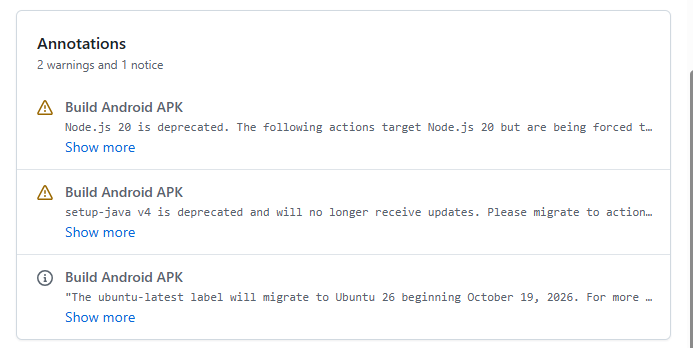 Annotations
2 warnings and 1 notice
Build Android APK
Node.js 20 is deprecated. The following actions target Node.js 20 but are being forced t…
Show more
Build Android APK
setup-java v4 is deprecated and will no longer receive updates. Please migrate to action…
Show more
Build Android APK
"The ubuntu-latest label will migrate to Ubuntu 26 beginning October 19, 2026. For more …
Show more